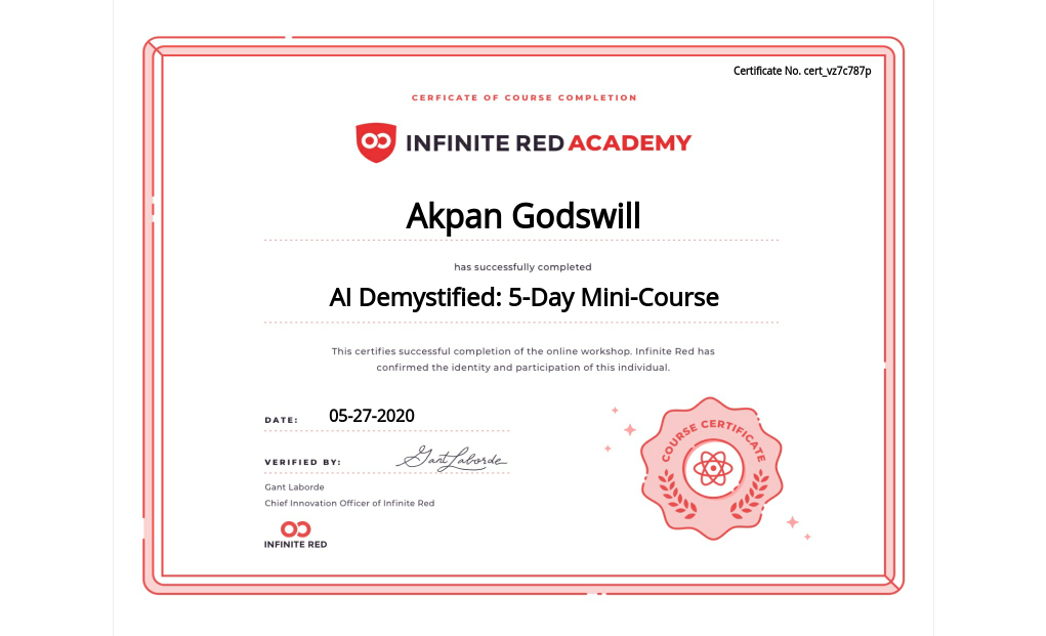 Certificate No. cert_vz7c787p
CERFICATE OF COURSE COMPLETION
INFINITE RED ACADEMY
Akpan Godswill
has successfully completed
AI Demystified: 5-Day Mini-Course
This certifies successful completion of the online workshop. Infinite Red has
confirmed the identity and participation of this individual.
DATE: 05-27-2020
VERIFIED BY: Gant Laborde
Gant Laborde
Chief Innovation Officer of Infinite Red
INFINITE RED
COURSE CERTIFICATE